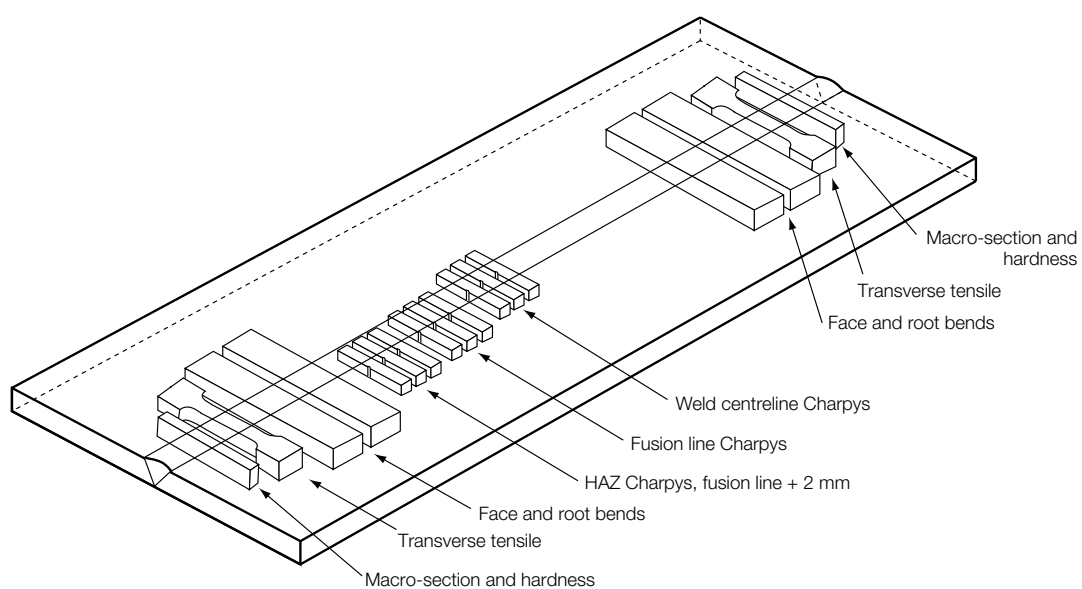 Macro-section and
hardness
Transverse tensile
Face and root bends
Weld centreline Charpys
Fusion line Charpys
HAZ Charpys, fusion line + 2 mm
Face and root bends
Transverse tensile
Macro-section and hardness